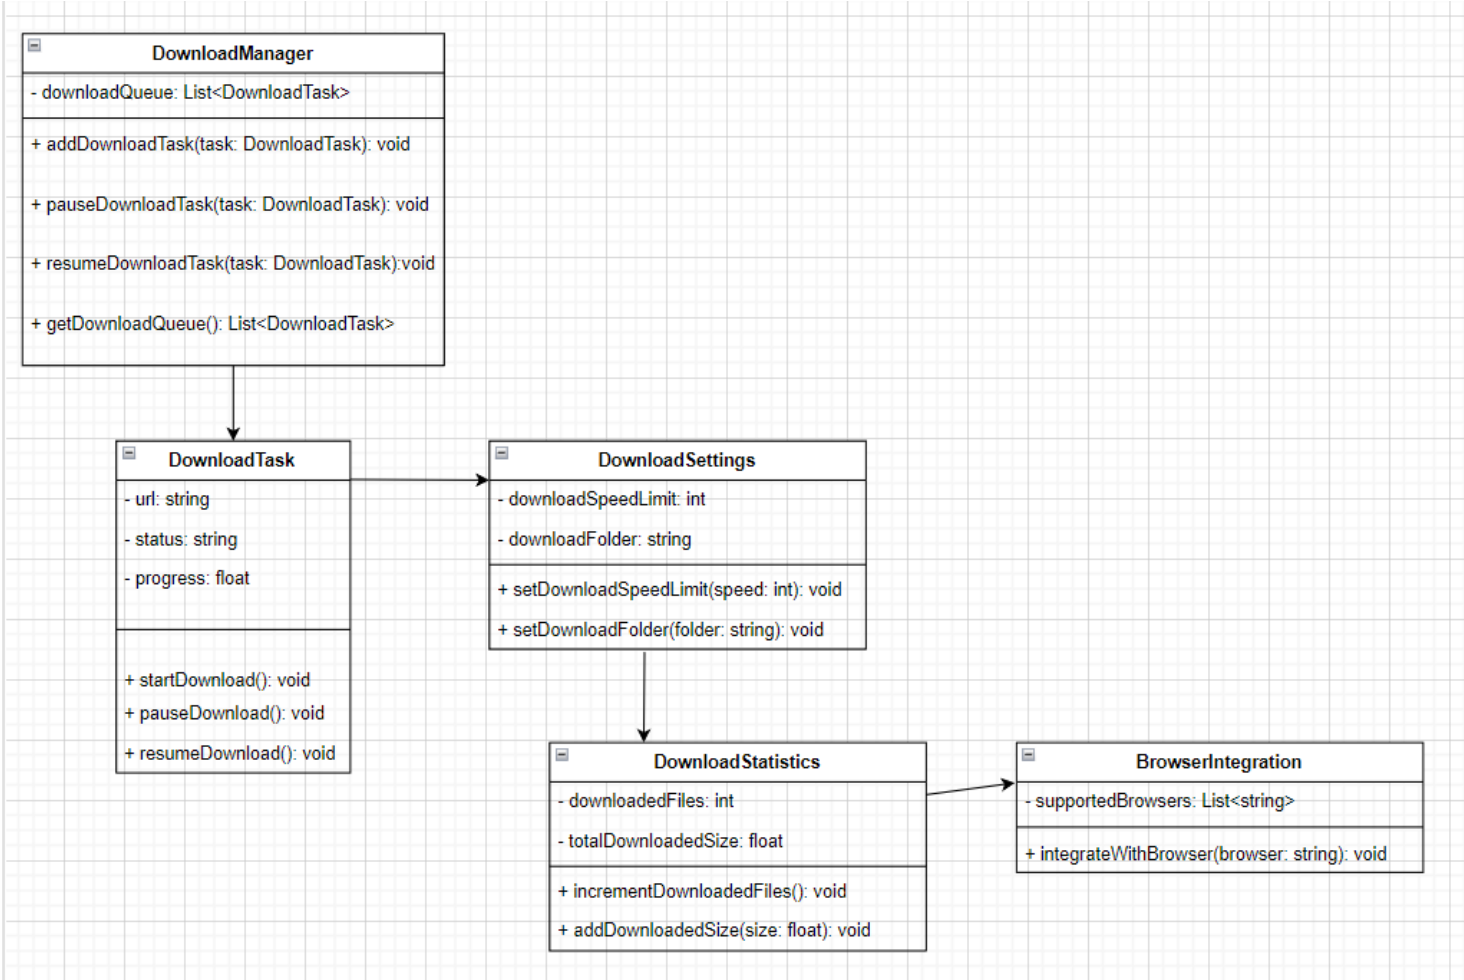 DownloadManager
- downloadQueue: List<DownloadTask>
+ addDownloadTask(task: DownloadTask): void
+ pauseDownloadTask(task: DownloadTask): void
+ resumeDownloadTask(task: DownloadTask):void
+ getDownloadQueue(): List<DownloadTask>
DownloadTask
- url: string
- status: string
- progress: float
+ startDownload(): void
+ pauseDownload(): void
+ resumeDownload(): void
DownloadSettings
- downloadSpeedLimit: int
- downloadFolder: string
+ setDownloadSpeedLimit(speed: int): void
+ setDownloadFolder(folder: string): void
DownloadStatistics
- downloadedFiles: int
- totalDownloadedSize: float
+ incrementDownloadedFiles(): void
+ addDownloadedSize(size: float): void
BrowserIntegration
- supportedBrowsers: List<string>
+ integrateWithBrowser(browser: string): void